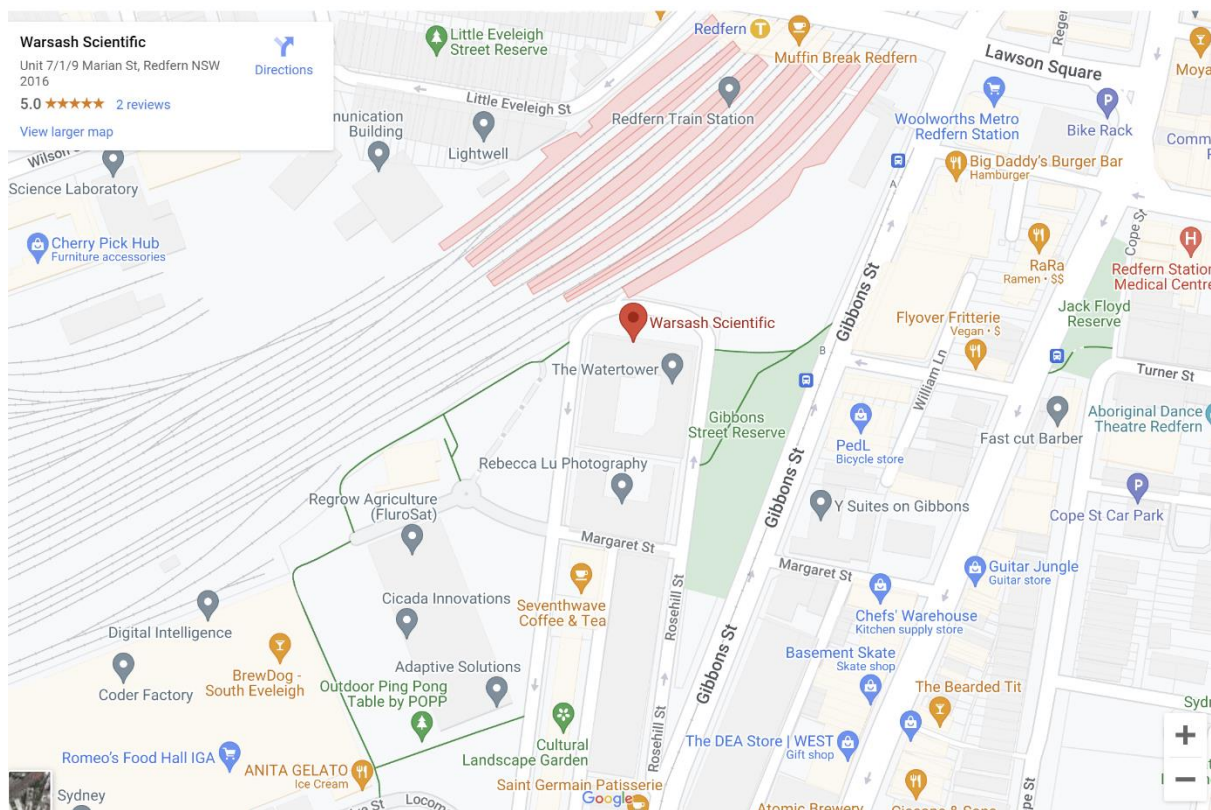 Warsash Scientific
Unit 7/1/9 Marian St, Redfern NSW
2016
5.0
2 reviews
Directions
View larger map
Little Eveleigh
Street Reserve
Redfern
T
Muffin Break Redfern
Lawson Square
Moya
Little Eveleigh St
Redfern Train Station
Woolworths Metro
Redfern Station
P
Bike Rack
munication
Building
Lightwell
Wilson
Science Laboratory
Big Daddy's Burger Bar
Hamburger
A
Cope St
H
Cherry Pick Hub
Furniture accessories
RaRa
Ramen • $$
Redfern Station
Medical Centre
Gibbons St
Jack Floyd
Reserve
Warsash Scientific
Flyover Fritterie
Vegan • $
B
The Watertower
William Ln
Turner St
Gibbons
Street Reserve
PedL
Bicycle store
Fast cut Barber
Aboriginal Dance
Theatre Redfern
Rebecca Lu Photography
Gibbons St
Regrow Agriculture
(FluroSat)
Y Suites on Gibbons
P
Cope St Car Park
Margaret St
Margaret St
Guitar Jungle
Guitar store
Cicada Innovations
Seventhwave
Coffee & Tea
Rosehill St
Chefs' Warehouse
Kitchen supply store
Digital Intelligence
Gibbons St
Basement Skate
Skate shop
Adaptive Solutions
BrewDog -
South Eveleigh
Coder Factory
Outdoor Ping Pong
Table by POPP
The Bearded Tit
Rosehill St
Romeo's Food Hall IGA
Cultural
Landscape Garden
The DEA Store | WEST
Gift shop
ANITA GELATO
Ice Cream
Saint Germain Patisserie
Google
Sydney
Locom
Atomic Brewery